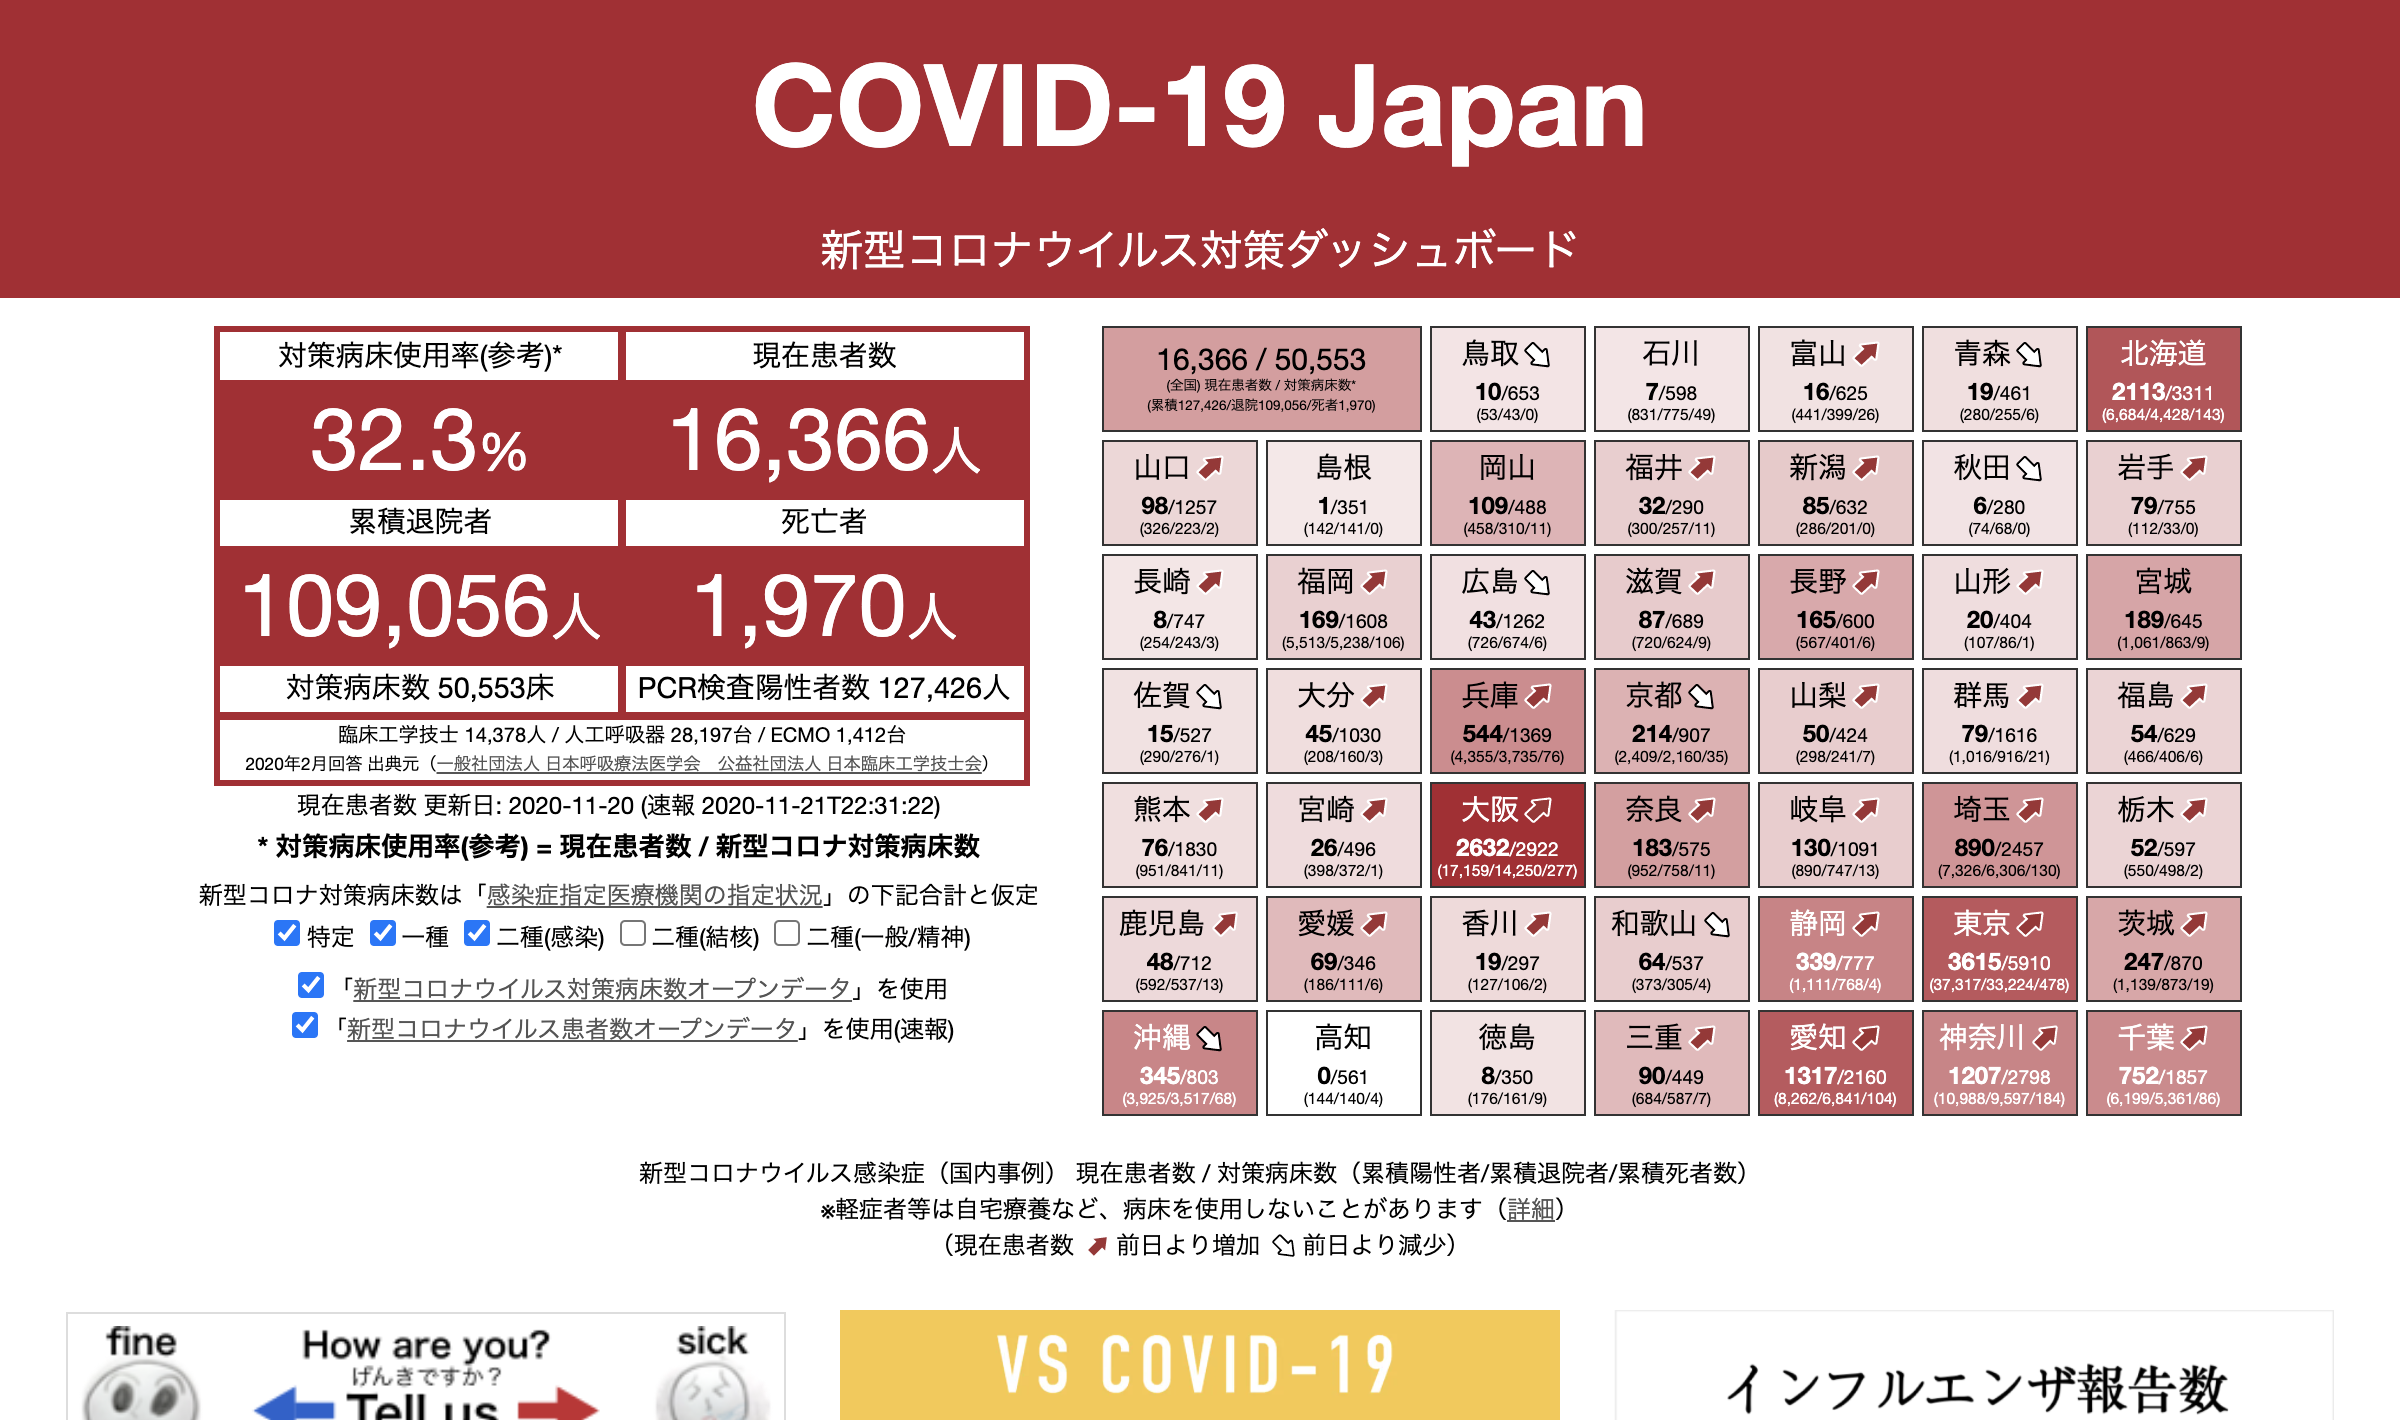 COVID-19 Japan
新型コロナウイルス対策ダッシュボード
対策病床使用率(参考)*
現在患者数
32.3%
16,366人
累積退院者
死亡者
109,056人
1,970人
対策病床数 50,553床
PCR検査陽性者数 127,426人
臨床工学技士 14,378人 / 人工呼吸器 28,197台 / ECMO 1,412台
2020年2月回答 出典元（一般社団法人 日本呼吸療法医学会　公益社団法人 日本臨床工学技士会）
現在患者数 更新日: 2020-11-20 (速報 2020-11-21T22:31:22)
* 対策病床使用率(参考) = 現在患者数 / 新型コロナ対策病床数
新型コロナ対策病床数は「感染症指定医療機関の指定状況」の下記合計と仮定
特定 一種 二種(感染) 二種(結核) 二種(一般/精神)
「新型コロナウイルス対策病床数オープンデータ」を使用
「新型コロナウイルス患者数オープンデータ」を使用(速報)
16,366 / 50,553
(全国) 現在患者数 / 対策病床数*
(累積127,426/退院109,056/死者1,970)
鳥取
10/653
(53/43/0)
石川
7/598
(831/775/49)
富山
16/625
(441/399/26)
青森
19/461
(280/255/6)
北海道
2113/3311
(6,684/4,428/143)
山口
98/1257
(326/223/2)
島根
1/351
(142/141/0)
岡山
109/488
(458/310/11)
福井
32/290
(300/257/11)
新潟
85/632
(286/201/0)
秋田
6/280
(74/68/0)
岩手
79/755
(112/33/0)
長崎
8/747
(254/243/3)
福岡
169/1608
(5,513/5,238/106)
広島
43/1262
(726/674/6)
滋賀
87/689
(720/624/9)
長野
165/600
(567/401/6)
山形
20/404
(107/86/1)
宮城
189/645
(1,061/863/9)
佐賀
15/527
(290/276/1)
大分
45/1030
(208/160/3)
兵庫
544/1369
(4,355/3,735/76)
京都
214/907
(2,409/2,160/35)
山梨
50/424
(298/241/7)
群馬
79/1616
(1,016/916/21)
福島
54/629
(466/406/6)
熊本
76/1830
(951/841/11)
宮崎
26/496
(398/372/1)
大阪
2632/2922
(17,159/14,250/277)
奈良
183/575
(952/758/11)
岐阜
130/1091
(890/747/13)
埼玉
890/2457
(7,326/6,306/130)
栃木
52/597
(550/498/2)
鹿児島
48/712
(592/537/13)
愛媛
69/346
(186/111/6)
香川
19/297
(127/106/2)
和歌山
64/537
(373/305/4)
静岡
339/777
(1,111/768/4)
東京
3615/5910
(37,317/33,224/478)
茨城
247/870
(1,139/873/19)
沖縄
345/803
(3,925/3,517/68)
高知
0/561
(144/140/4)
徳島
8/350
(176/161/9)
三重
90/449
(684/587/7)
愛知
1317/2160
(8,262/6,841/104)
神奈川
1207/2798
(10,988/9,597/184)
千葉
752/1857
(6,199/5,361/86)
新型コロナウイルス感染症（国内事例） 現在患者数 / 対策病床数（累積陽性者/累積退院者/累積死者数）
※軽症者等は自宅療養など、病床を使用しないことがあります（詳細）
（現在患者数 前日より増加 前日より減少）
fine
How are you?
sick
げんきですか？
Tell us
VS COVID-19
インフルエンザ報告数